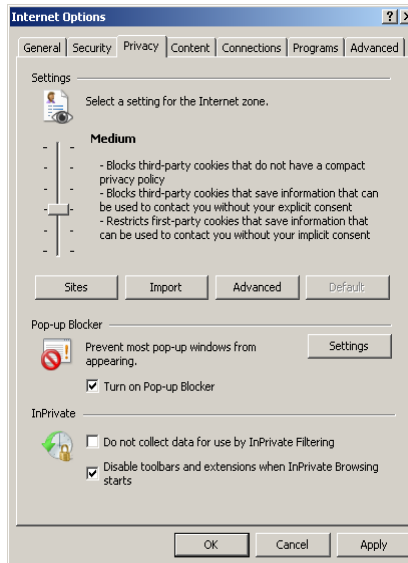 Internet Options
General Security Privacy Content Connections Programs Advanced
Settings
Select a setting for the Internet zone.
Medium
- Blocks third-party cookies that do not have a compact
privacy policy
- Blocks third-party cookies that save information that can
be used to contact you without your explicit consent
- Restricts first-party cookies that save information that
can be used to contact you without your implicit consent
Sites Import Advanced Default
Pop-up Blocker
Prevent most pop-up windows from
appearing.
Settings
Turn on Pop-up Blocker
InPrivate
Do not collect data for use by InPrivate Filtering
Disable toolbars and extensions when InPrivate Browsing
starts
OK Cancel Apply